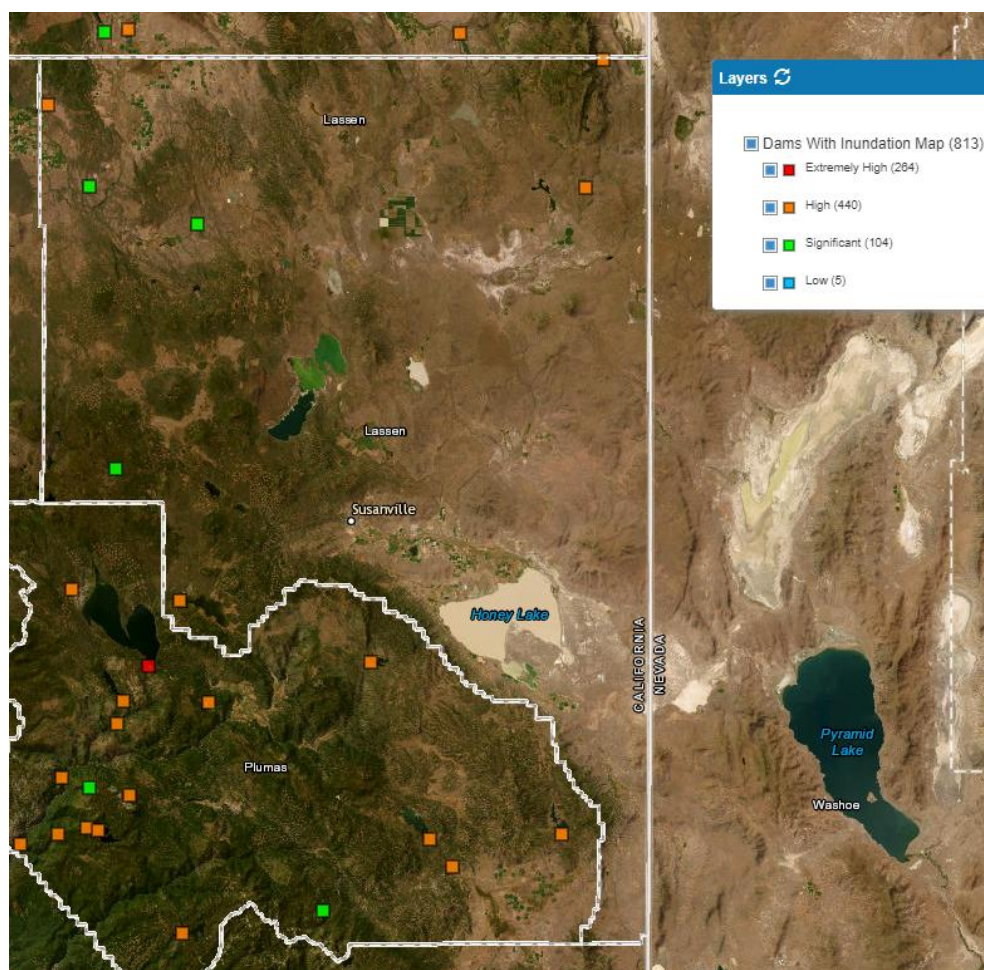 Layers
Lassen
Dams With Inundation Map (813)
Extremely High (264)
High (440)
Significant (104)
Low (5)
Lassen
Susanville
Honey Lake
CALIFORNIA
NEVADA
Pyramid
Lake
Plumas
Washoe